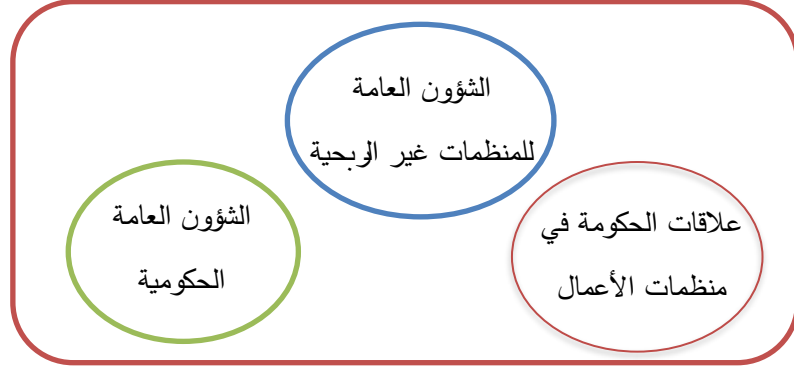 الشؤون العامة
للمنظمات غير الربحية
علاقات الحكومة في
منظمات الأعمال
الشؤون العامة
الحكومية